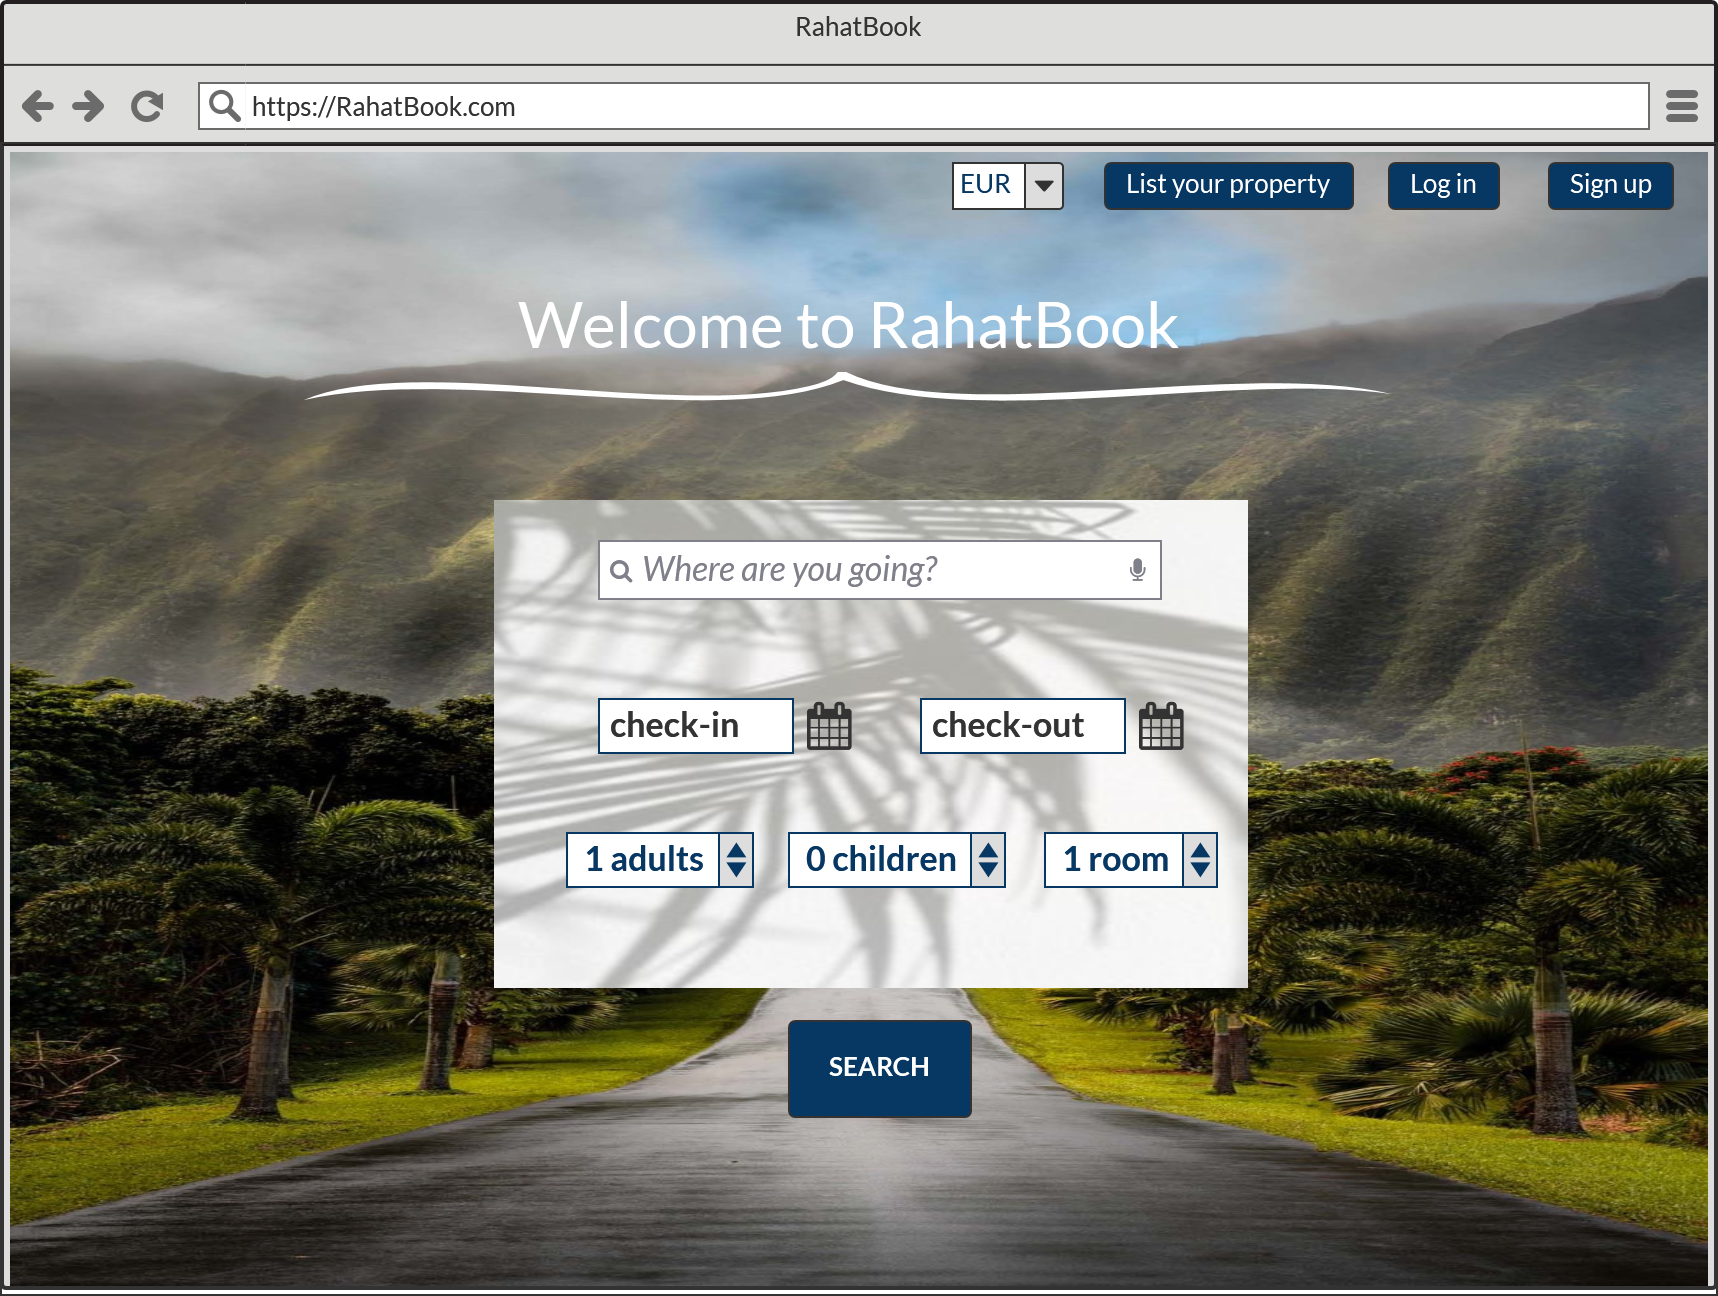 RahatBook
https://RahatBook.com
EUR
List your property
Log in
Sign up
Welcome to RahatBook
Where are you going?
check-in
check-out
1 adults
0 children
1 room
SEARCH